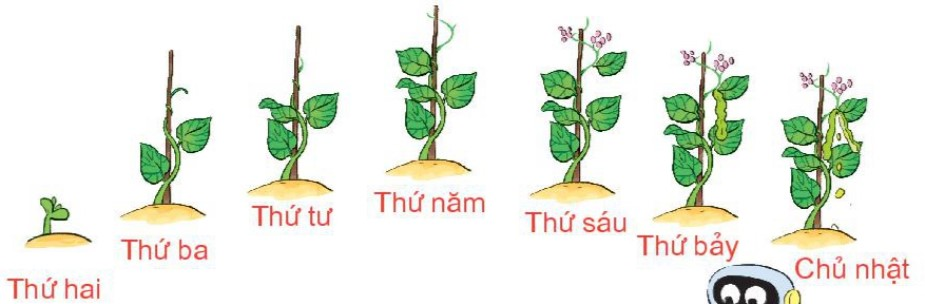 Thứ hai
Thứ ba
Thứ tư
Thứ năm
Thứ sáu
Thứ bảy
Chủ nhật